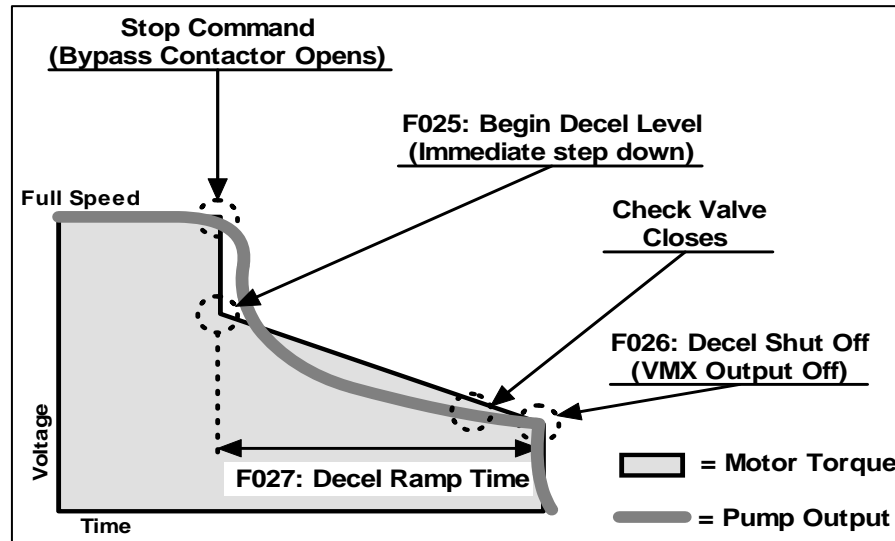 Stop Command
(Bypass Contactor Opens)
F025: Begin Decel Level
(Immediate step down)
Full Speed
Check Valve
Closes
F026: Decel Shut Off
(VMX Output Off)
Voltage
F027: Decel Ramp Time
= Motor Torque
= Pump Output
Time